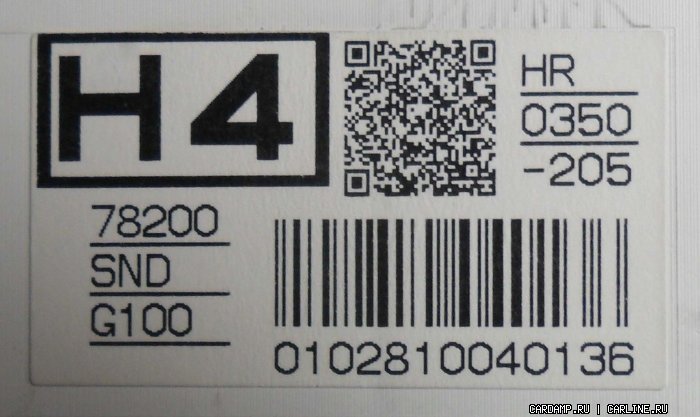 H4
HR
0350
-205
78200
SND
G100
0102810040136
CARDAMP.RU | CARLINE.RU